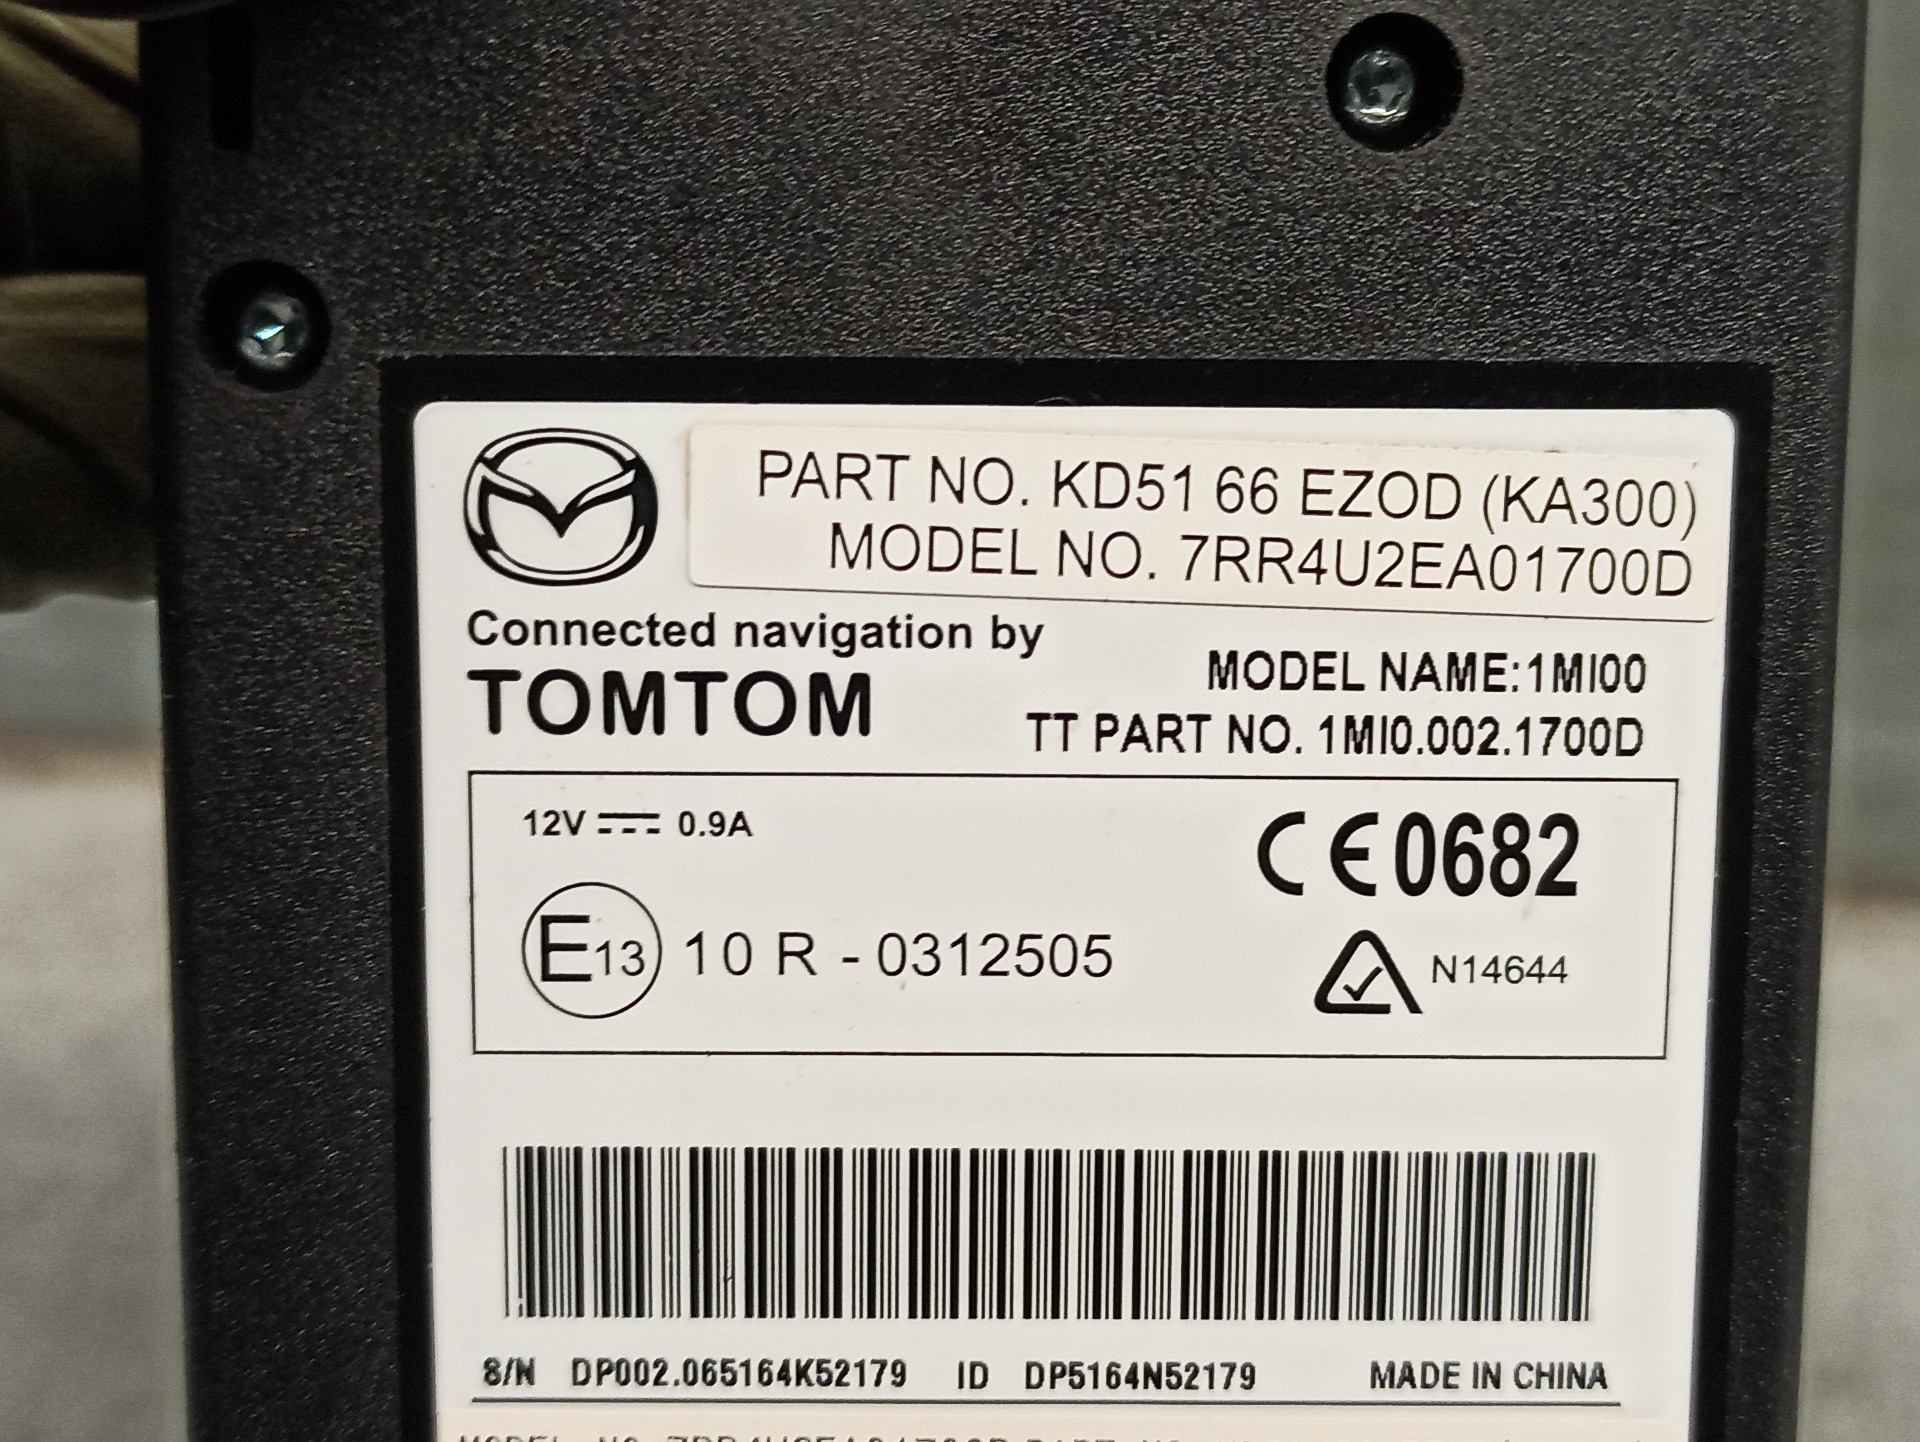 PART NO. KD51 66 EZOD (KA300)
MODEL NO. 7RR4U2EA01700D
Connected navigation by
TOMTOM
MODEL NAME:1MI00
TT PART NO. 1MI0.002.1700D
12V 0.9A
CE0682
E13 10 R - 0312505
N14644
S/N DP002.065164K52179 ID DP5164N52179 MADE IN CHINA